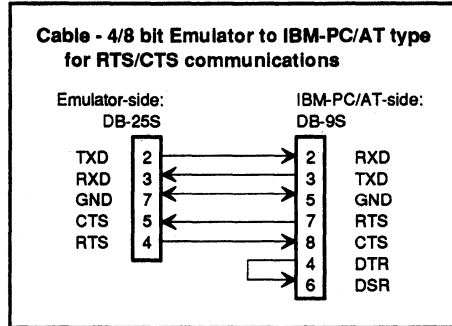 Cable - 4/8 bit Emulator to IBM-PC/AT type
for RTS/CTS communications
Emulator-side: IBM-PC/AT-side:
DB-25S DB-9S
TXD 2 2 RXD
RXD 3 3 TXD
GND 7 5 GND
CTS 5 7 RTS
RTS 4 8 CTS
4 DTR
6 DSR